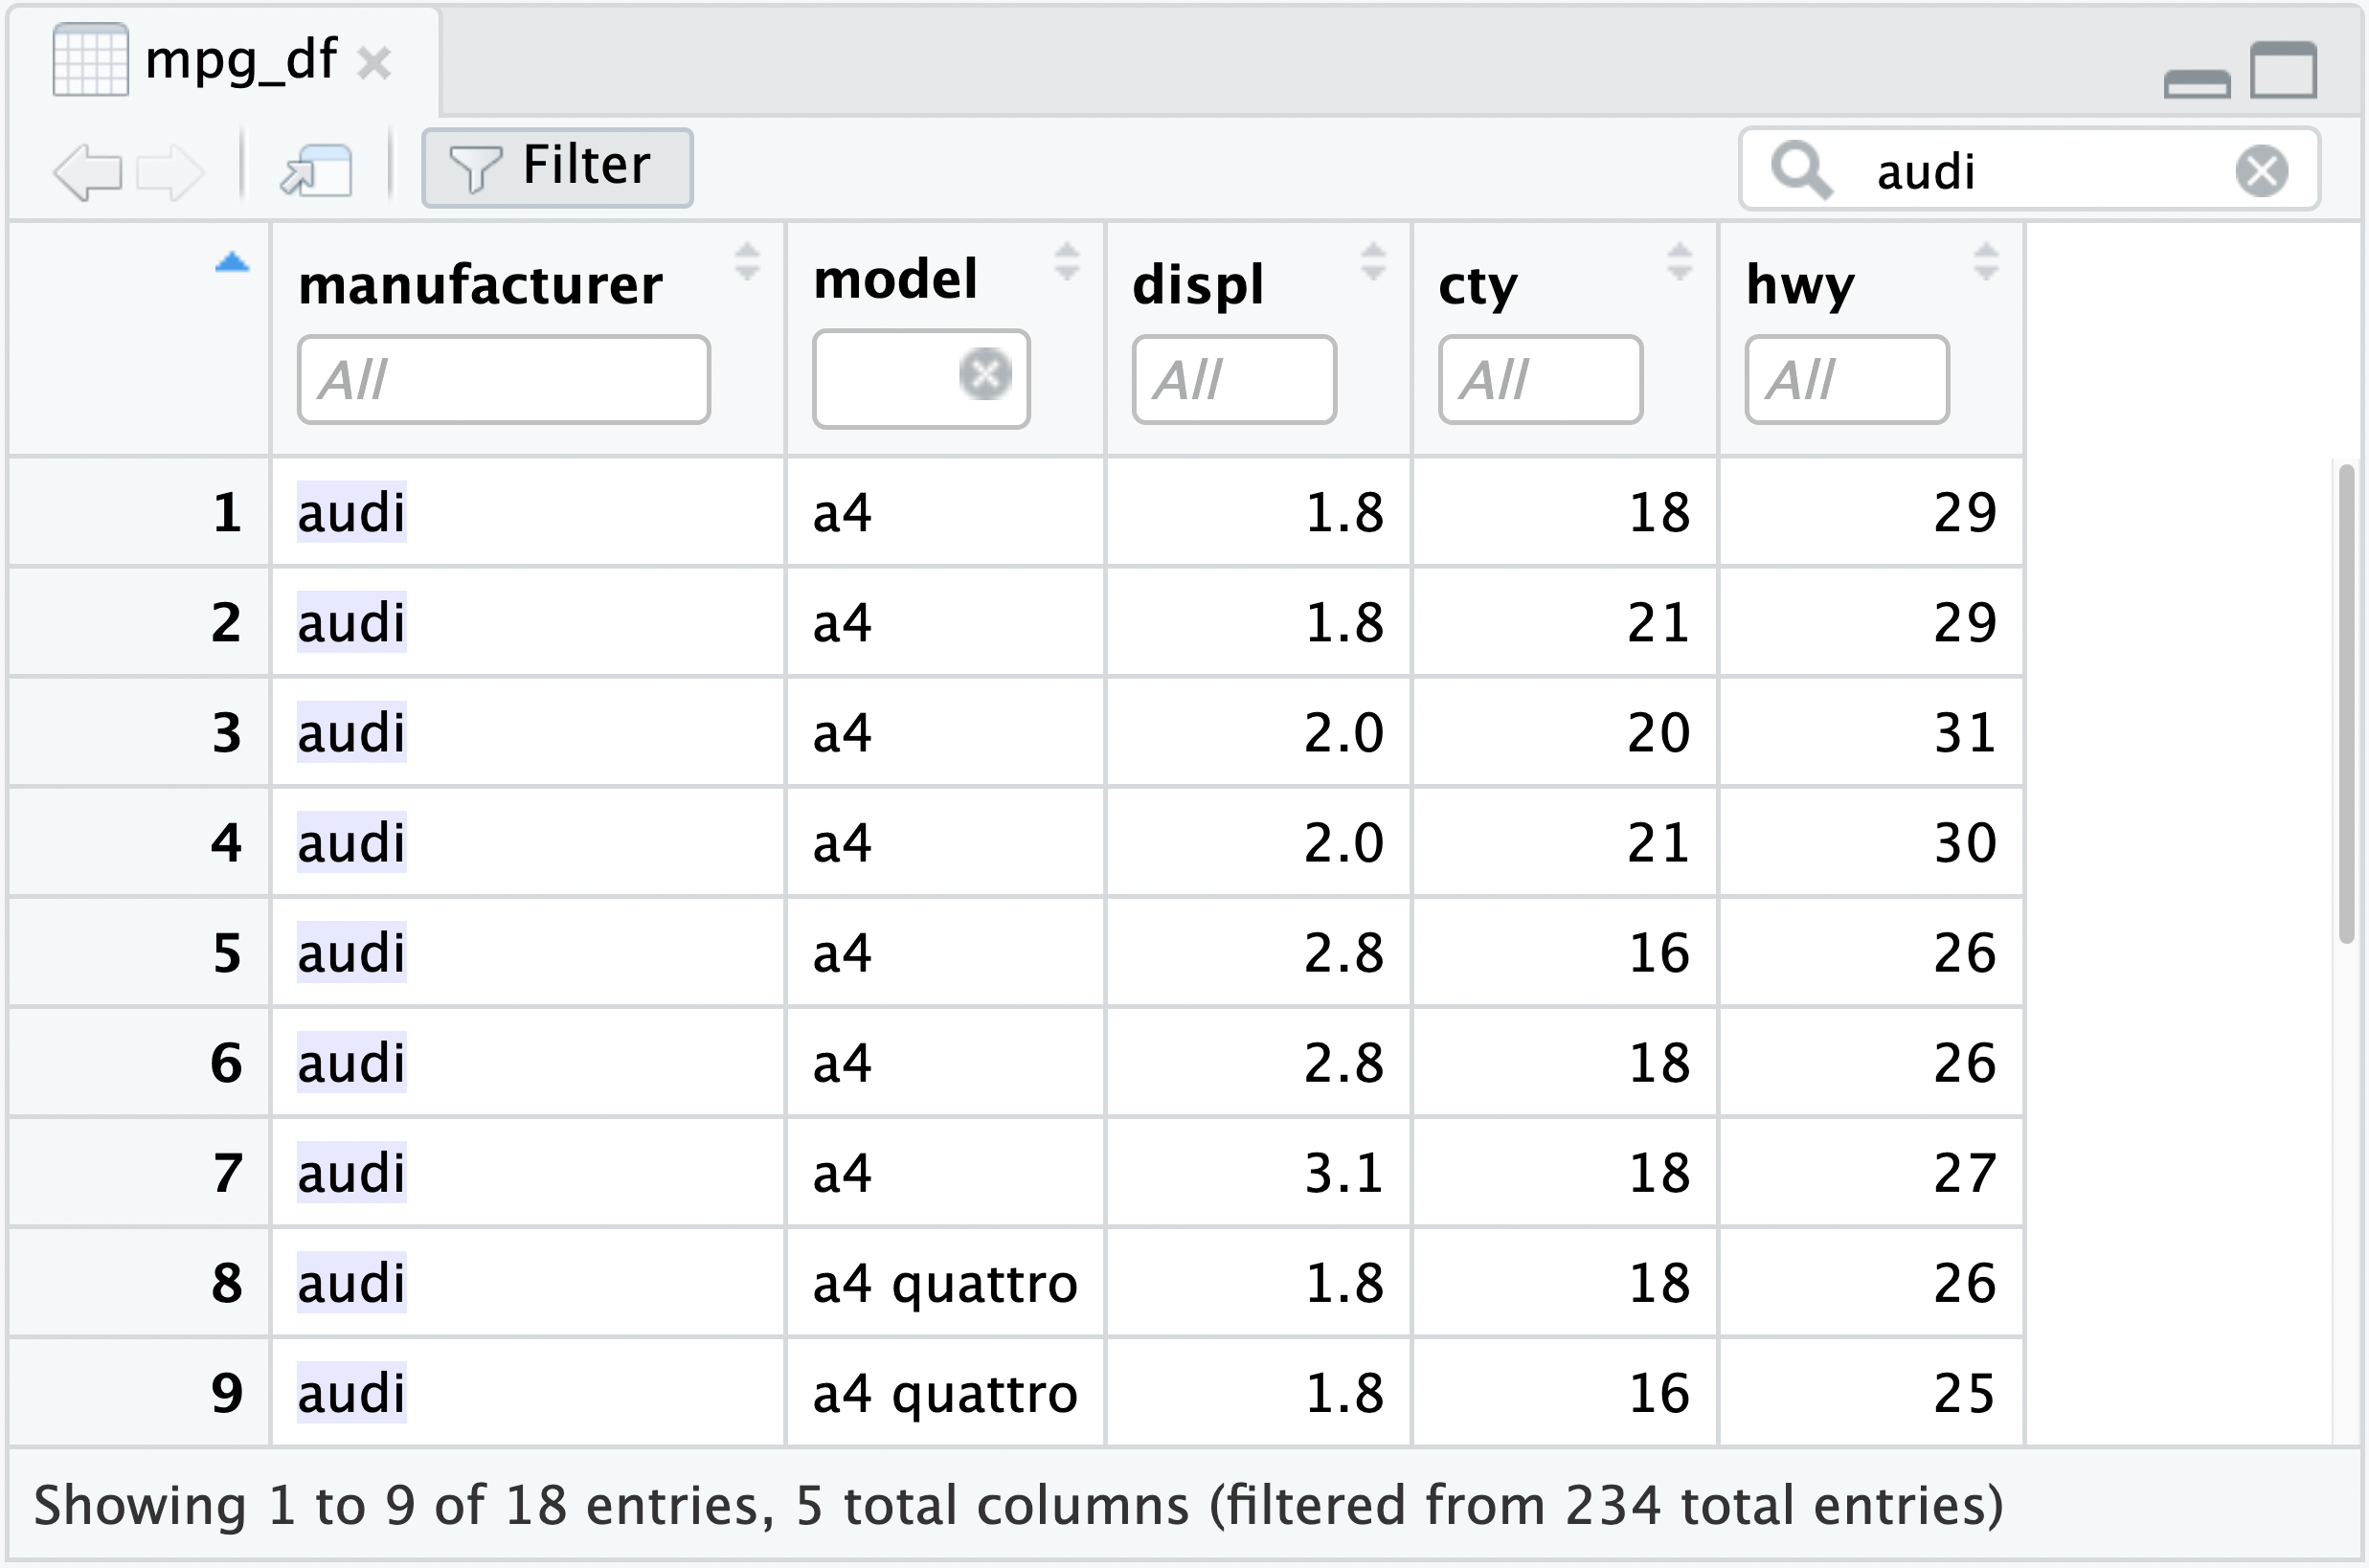 mpg_df
Filter audi
manufacturer model displ cty hwy
All All All All
1 audi a4 1.8 18 29
2 audi a4 1.8 21 29
3 audi a4 2.0 20 31
4 audi a4 2.0 21 30
5 audi a4 2.8 16 26
6 audi a4 2.8 18 26
7 audi a4 3.1 18 27
8 audi a4 quattro 1.8 18 26
9 audi a4 quattro 1.8 16 25
Showing 1 to 9 of 18 entries, 5 total columns (filtered from 234 total entries)